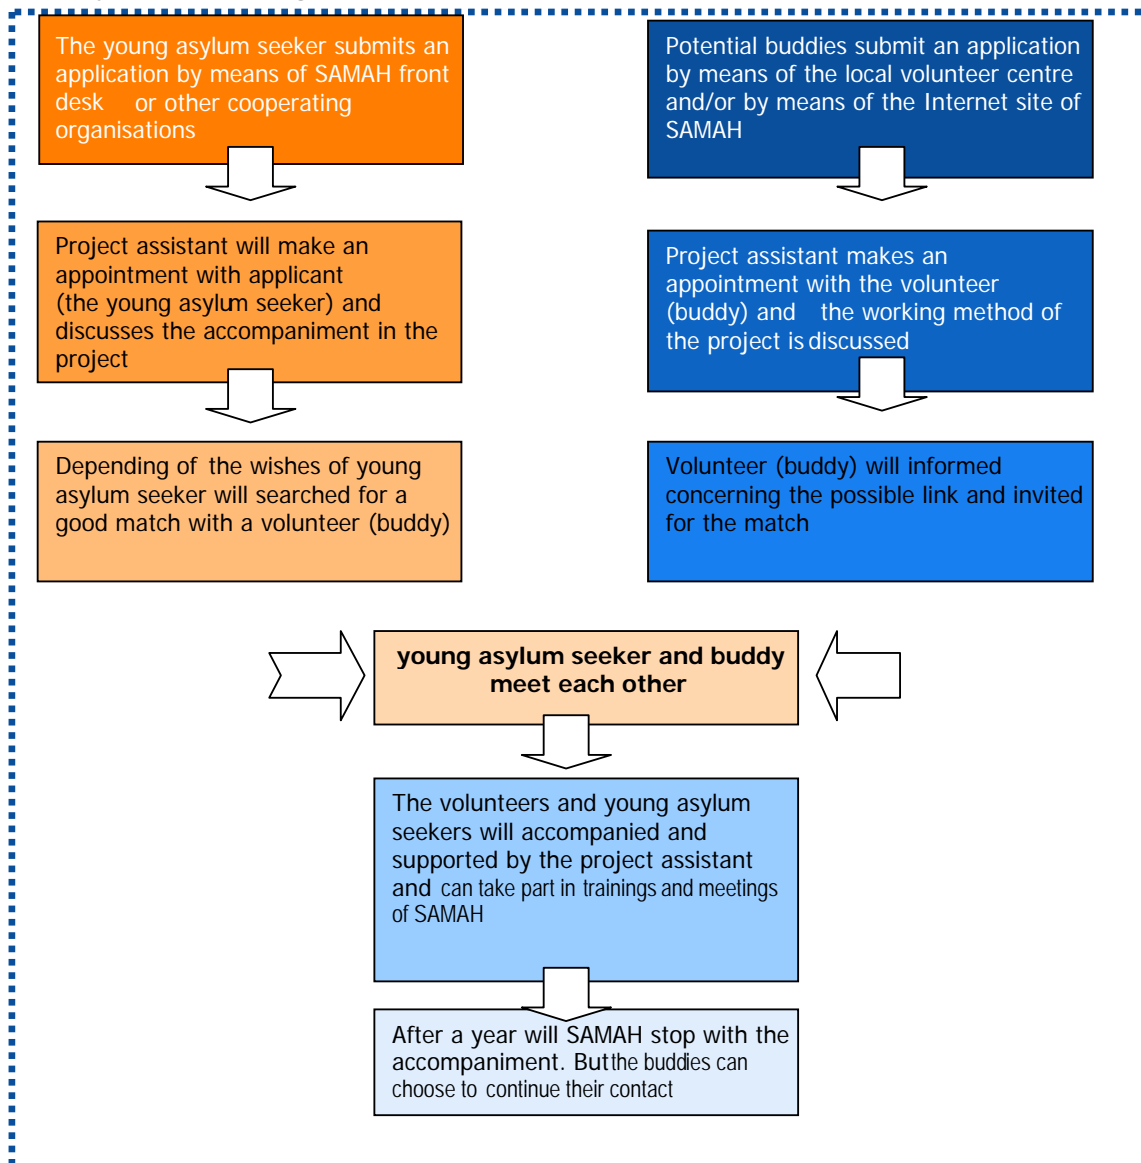 The young asylum seeker submits an
application by means of SAMAH front
desk or other cooperating
organisations
Project assistant will make an
appointment with applicant
(the young asylum seeker) and
discusses the accompaniment in the
project
Depending of the wishes of young
asylum seeker will searched for a
good match with a volunteer (buddy)
Potential buddies submit an application
by means of the local volunteer centre
and/or by means of the Internet site of
SAMAH
Project assistant makes an
appointment with the volunteer
(buddy) and the working method of
the project is discussed
Volunteer (buddy) will informed
concerning the possible link and invited
for the match
young asylum seeker and buddy
meet each other
The volunteers and young asylum
seekers will accompanied and
supported by the project assistant
and can take part in trainings and meetings
of SAMAH
After a year will SAMAH stop with the
accompaniment. But the buddies can
choose to continue their contact